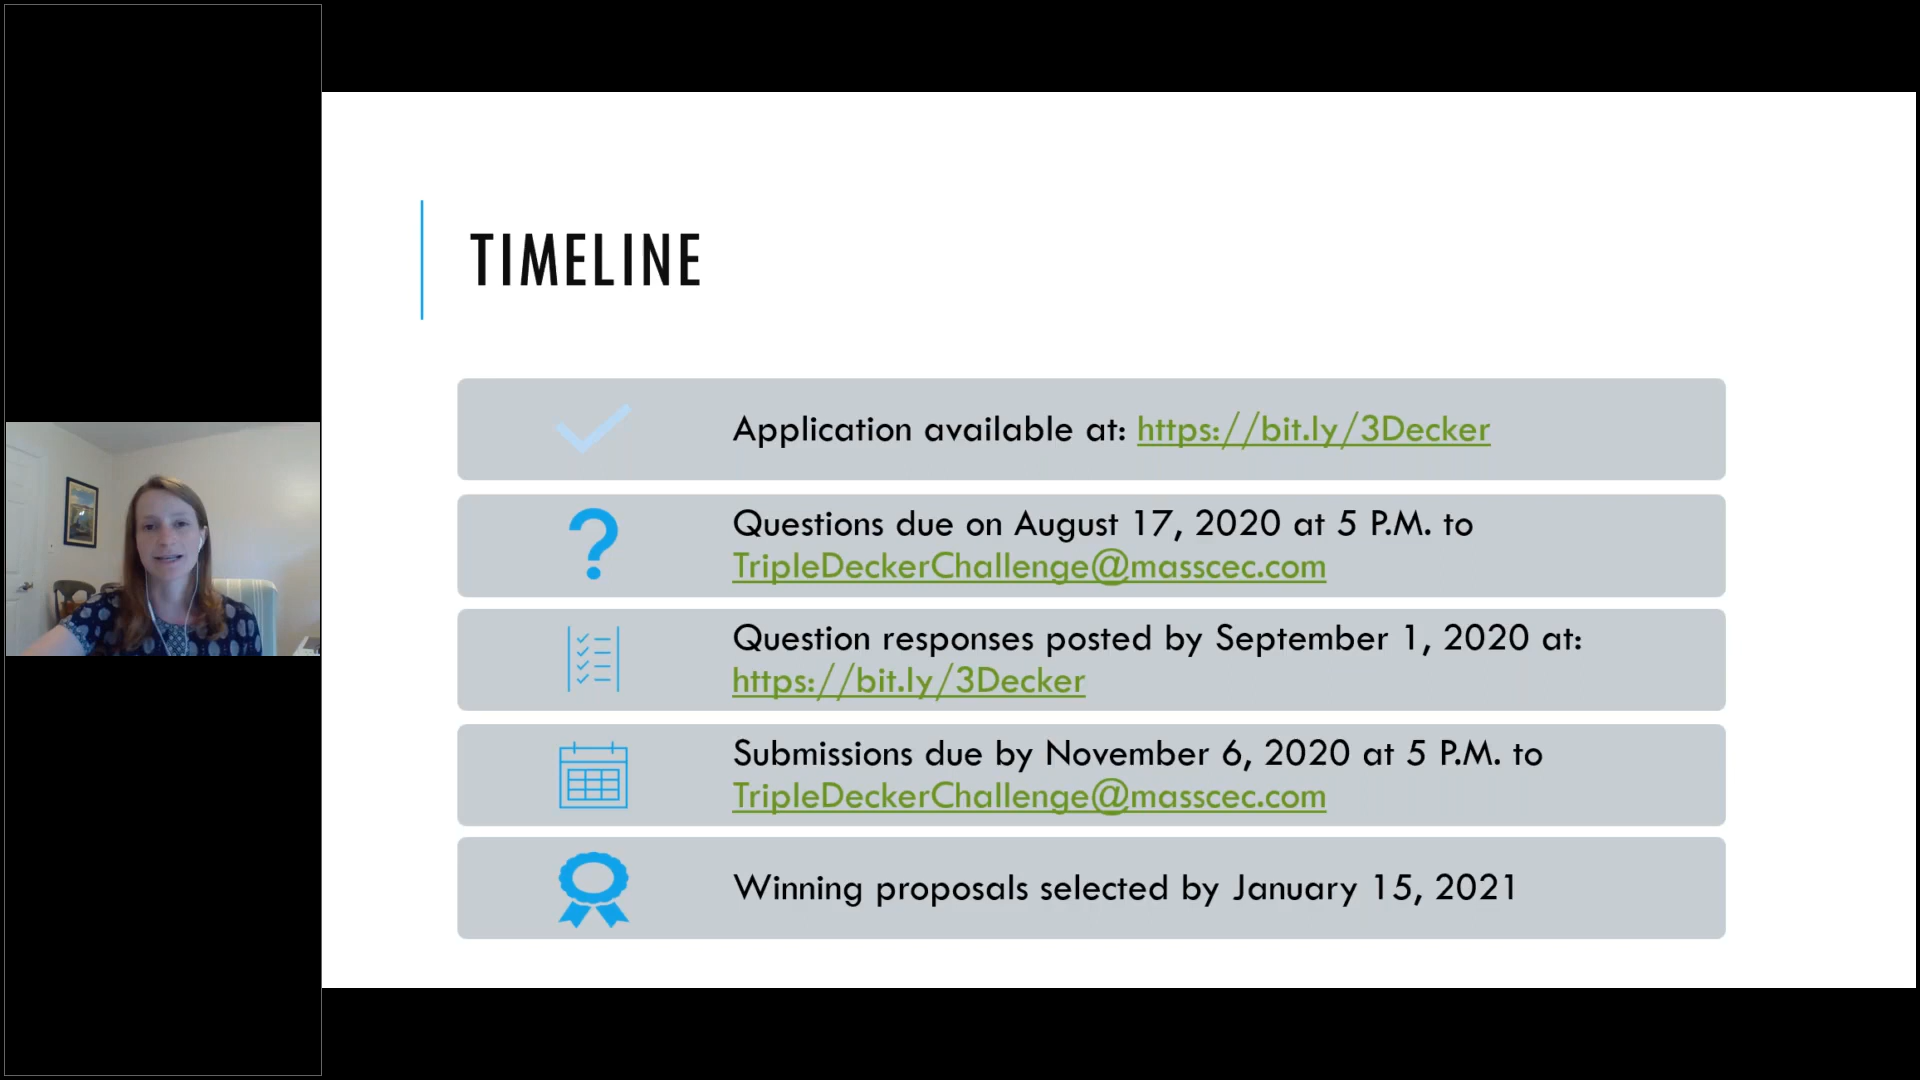 TIMELINE
Application available at: https://bit.ly/3Decker
Questions due on August 17, 2020 at 5 P.M. to
TripleDeckerChallenge@masscec.com
Question responses posted by September 1, 2020 at:
https://bit.ly/3Decker
Submissions due by November 6, 2020 at 5 P.M. to
TripleDeckerChallenge@masscec.com
Winning proposals selected by January 15, 2021